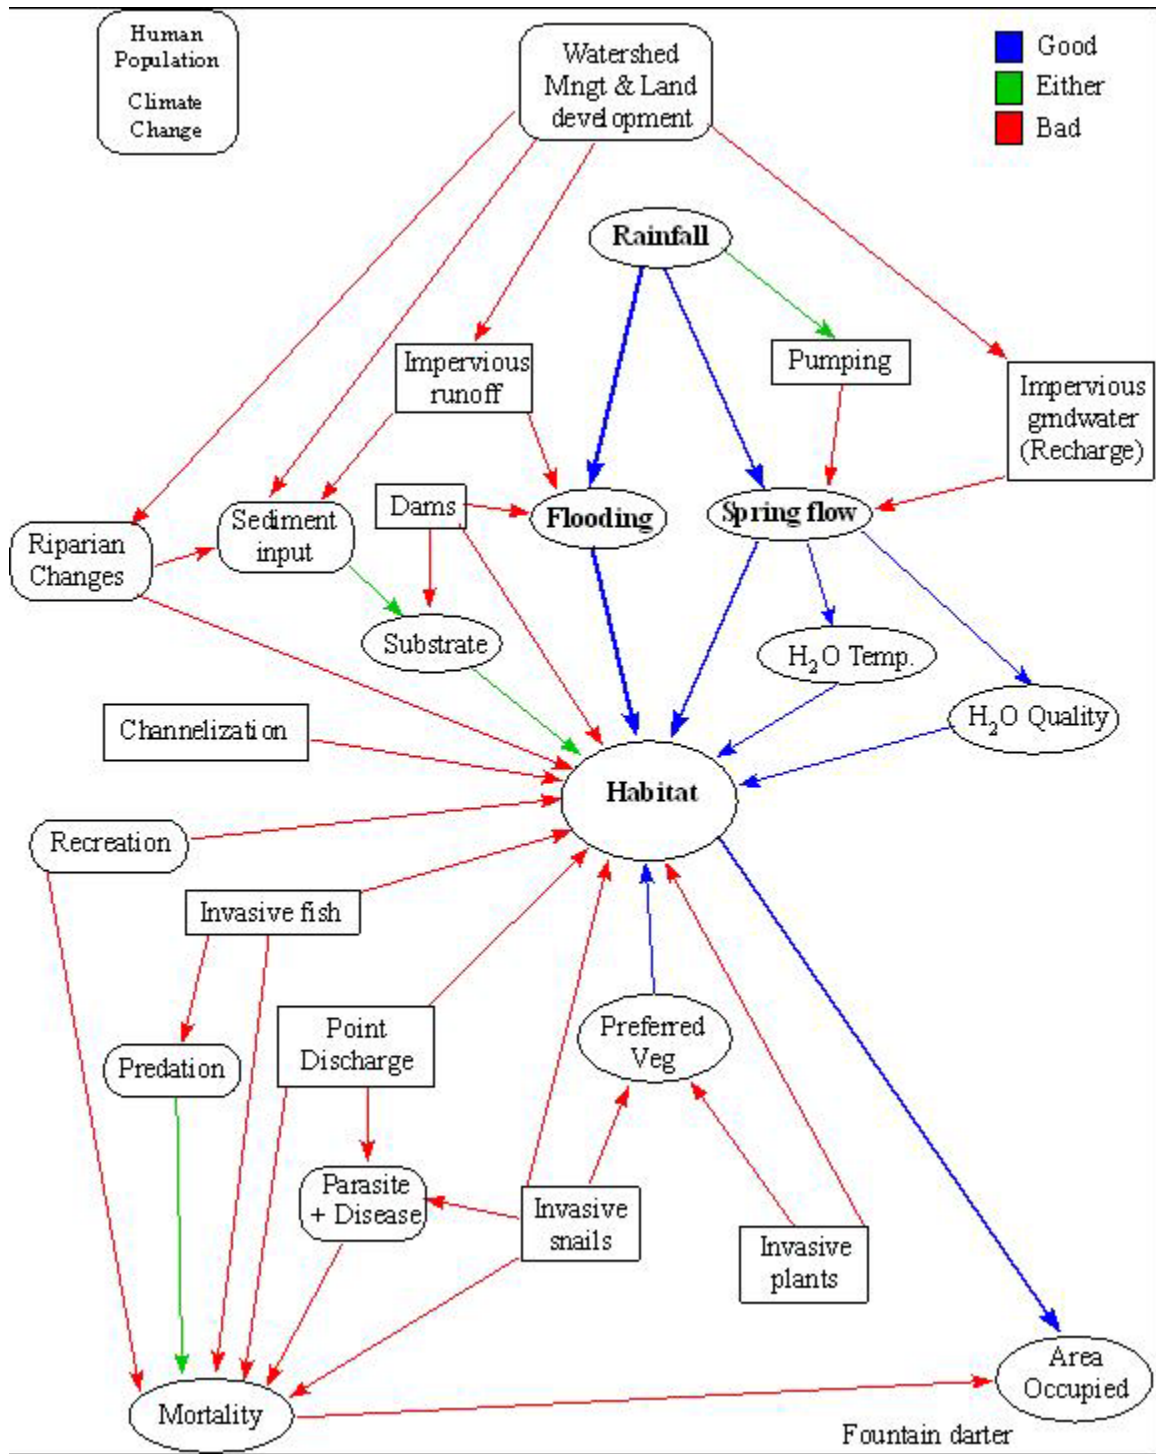 Human
Population
Climate
Change
Watershed
Mngt & Land
development
Good
Either
Bad
Rainfall
Impervious
runoff
Pumping
Impervious
grndwater
(Recharge)
Dams
Flooding
Spring flow
Sediment
input
Riparian
Changes
Substrate
H₂O Temp.
H₂O Quality
Channelization
Habitat
Recreation
Invasive fish
Point
Discharge
Preferred
Veg
Predation
Parasite
+ Disease
Invasive
snails
Invasive
plants
Area
Occupied
Mortality
Fountain darter